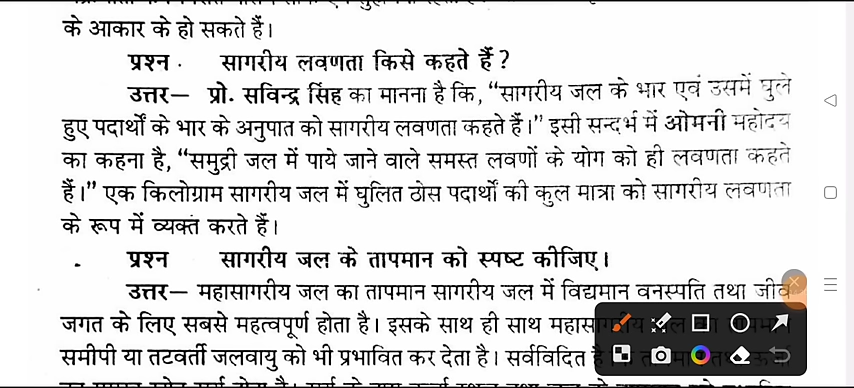 के आकार के हो सकते हैं।
प्रश्न · सागरीय लवणता किसे कहते हैं?
उत्तर— प्रो. सविन्द्र सिंह का मानना है कि, “सागरीय जल के भार एवं उसमें घुले
हुए पदार्थों के भार के अनुपात को सागरीय लवणता कहते हैं।” इसी सन्दर्भ में ओमनी महोदय
का कहना है, “समुद्री जल में पाये जाने वाले समस्त लवणों के योग को ही लवणता कहते
हैं।” एक किलोग्राम सागरीय जल में घुलित ठोस पदार्थों की कुल मात्रा को सागरीय लवणता
के रूप में व्यक्त करते हैं।
प्रश्न सागरीय जल के तापमान को स्पष्ट कीजिए।
उत्तर— महासागरीय जल का तापमान सागरीय जल में विद्यमान वनस्पति तथा जीव
जगत के लिए सबसे महत्वपूर्ण होता है। इसके साथ ही साथ
समीपी या तटवर्ती जलवायु को भी प्रभावित कर देता है। सर्वविदित